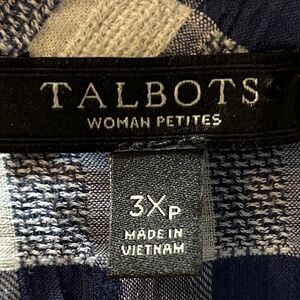 TALBOTS
WOMAN PETITES
3XP
MADE IN
VIETNAM